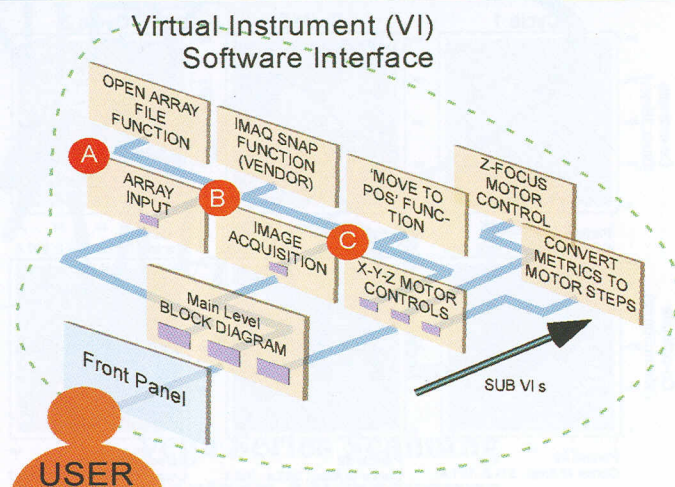 Virtual Instrument (VI)
Software Interface
OPEN ARRAY
FILE
FUNCTION
IMAQ SNAP
FUNCTION
(VENDOR)
'MOVE TO
POS' FUNC-
TION
Z-FOCUS
MOTOR
CONTROL
A
ARRAY
INPUT
B
IMAGE
ACQUISITION
C
X-Y-Z MOTOR
CONTROLS
CONVERT
METRICS TO
MOTOR STEPS
Main Level
BLOCK DIAGRAM
Front Panel
SUB VI s
USER